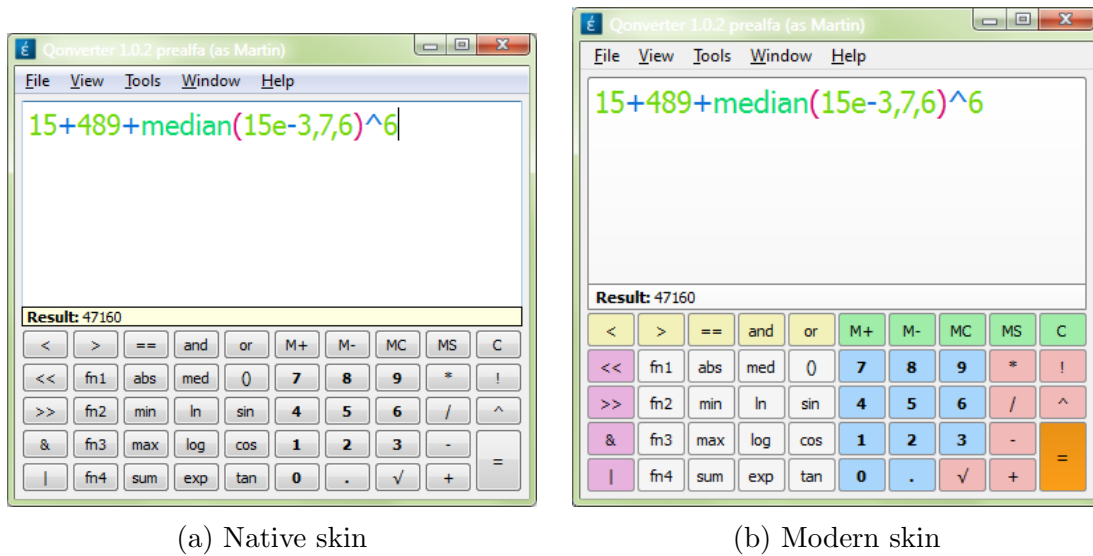 Qonverter 1.0.2 prealfa (as Martin)
File View Tools Window Help
15+489+median(15e-3,7,6)^6
Result: 47160
< > == and or M+ M- MC MS C
<< fn1 abs med () 7 8 9 * !
>> fn2 min ln sin 4 5 6 / ^
& fn3 max log cos 1 2 3 - =
| fn4 sum exp tan 0 . √ +
(a) Native skin
Qonverter 1.0.2 prealfa (as Martin)
File View Tools Window Help
15+489+median(15e-3,7,6)^6
Result: 47160
< > == and or M+ M- MC MS C
<< fn1 abs med () 7 8 9 * !
>> fn2 min ln sin 4 5 6 / ^
& fn3 max log cos 1 2 3 - =
| fn4 sum exp tan 0 . √ +
(b) Modern skin